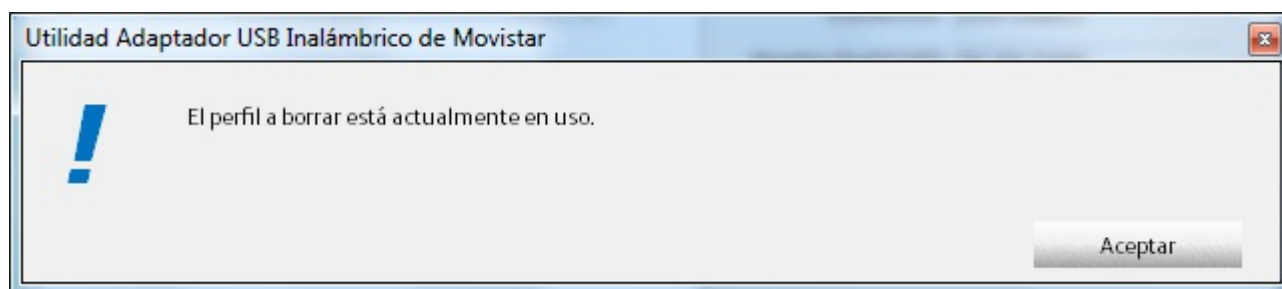 Utilidad Adaptador USB Inalámbrico de Movistar
El perfil a borrar está actualmente en uso.
Aceptar